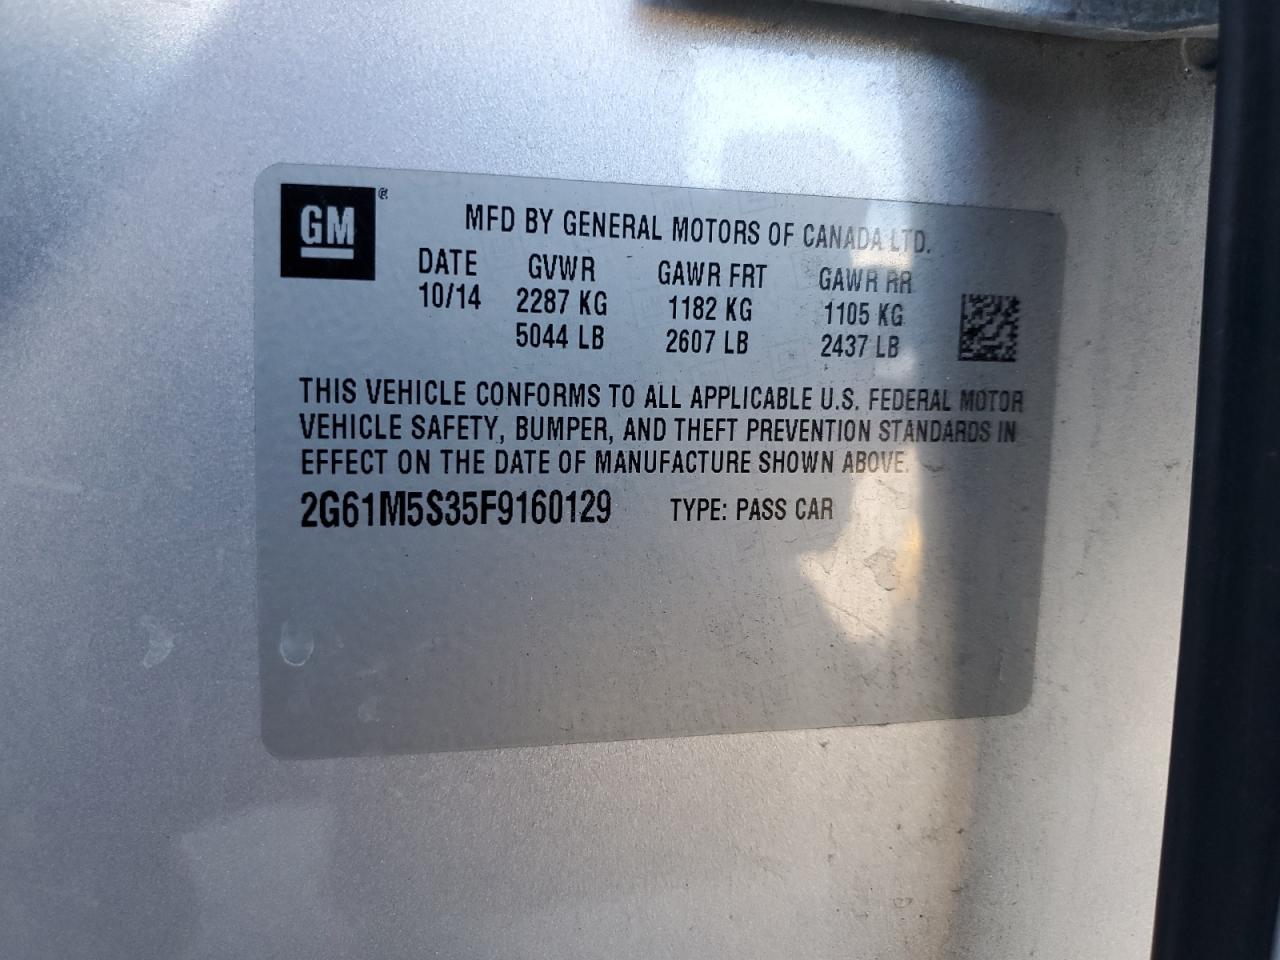 GM®
MFD BY GENERAL MOTORS OF CANADA LTD.
DATE GVWR GAWR FRT GAWR RR
10/14 2287 KG 1182 KG 1105 KG
5044 LB 2607 LB 2437 LB
THIS VEHICLE CONFORMS TO ALL APPLICABLE U.S. FEDERAL MOTOR
VEHICLE SAFETY, BUMPER, AND THEFT PREVENTION STANDARDS IN
EFFECT ON THE DATE OF MANUFACTURE SHOWN ABOVE.
2G61M5S35F9160129 TYPE: PASS CAR